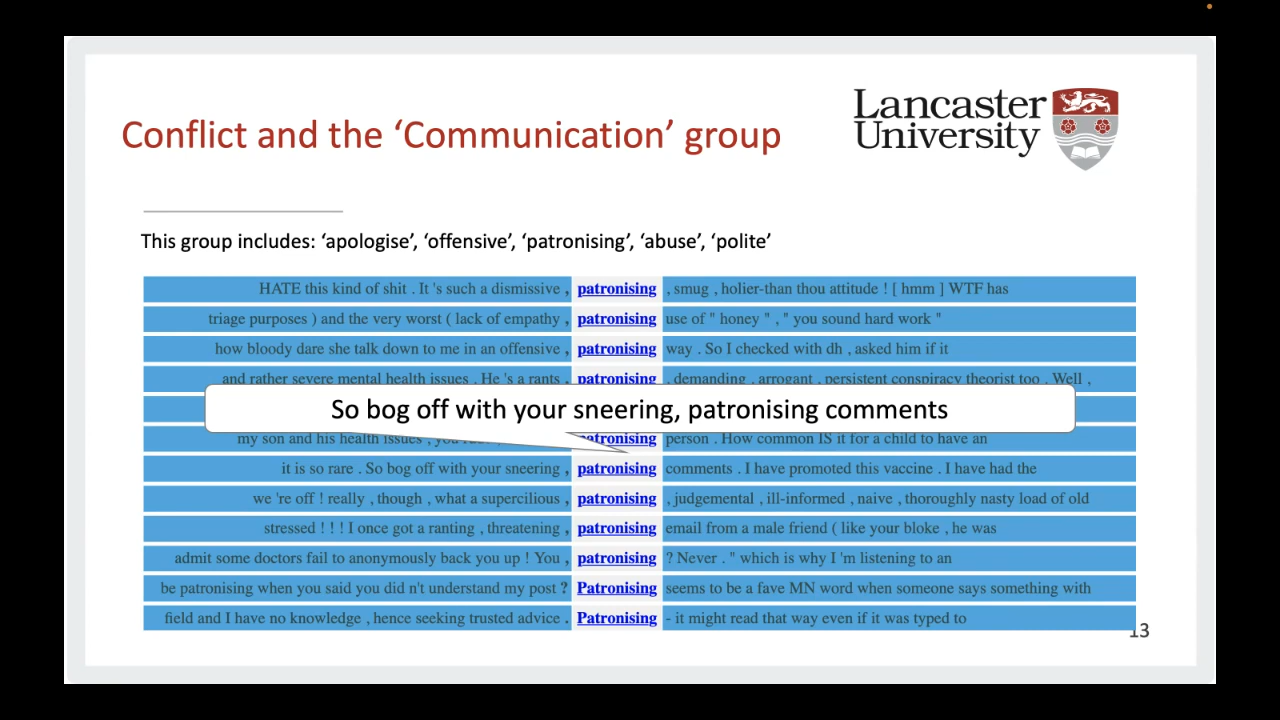 Conflict and the ‘Communication’ group
Lancaster
University
This group includes: ‘apologise’, ‘offensive’, ‘patronising’, ‘abuse’, ‘polite’
HATE this kind of shit . It 's such a dismissive , patronising , smug , holier-than thou attitude ! [ hmm ] WTF has
triage purposes ) and the very worst ( lack of empathy , patronising use of " honey " , " you sound hard work "
how bloody dare she talk down to me in an offensive , patronising way . So I checked with dh , asked him if it
and rather severe mental health issues . He 's a rants , patronising , demanding , arrogant , persistent conspiracy theorist too . Well ,
So bog off with your sneering, patronising comments
my son and his health issues , patronising person . How common IS it for a child to have an
it is so rare . So bog off with your sneering , patronising comments . I have promoted this vaccine . I have had the
we 're off ! really , though , what a supercilious , patronising , judgemental , ill-informed , naive , thoroughly nasty load of old
stressed ! ! ! I once got a ranting , threatening , patronising email from a male friend ( like your bloke , he was
admit some doctors fail to anonymously back you up ! You , patronising ? Never . " which is why I 'm listening to an
be patronising when you said you did n't understand my post ? Patronising seems to be a fave MN word when someone says something with
field and I have no knowledge , hence seeking trusted advice . Patronising - it might read that way even if it was typed to
13